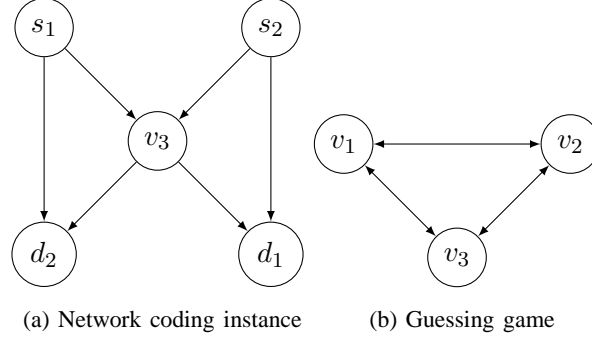 s1 s2
v3
v1 v2
d2 d1
v3
(a) Network coding instance (b) Guessing game